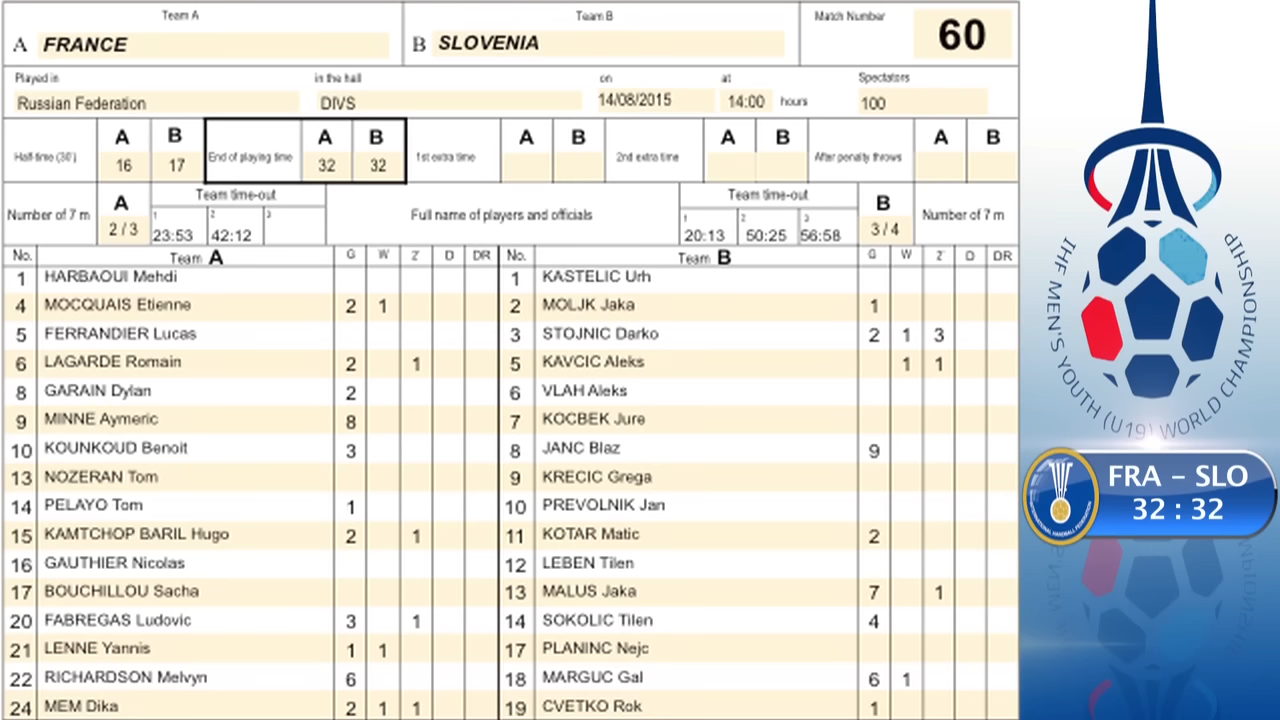 Team A Team B Match Number
A FRANCE B SLOVENIA 60
Played in in the hall on at Spectators
Russian Federation DIVS 14/08/2015 14:00 hours 100
A B A B A B A B A B
Half-time (30') 16 17 End of playing time 32 32 1st extra time 2nd extra time After penalty throws
Number of 7 m A Team time-out Full name of players and officials Team time-out B Number of 7 m
2 / 3 1 23:53 2 42:12 3 1 20:13 2 50:25 3 56:58 3 / 4
No. Team A G W 2' D DR No. Team B G W 2' D DR
1 HARBAOUI Mehdi 1 KASTELIC Urh
4 MOCQUAIS Etienne 2 1 2 MOLJK Jaka 1
5 FERRANDIER Lucas 3 STOJNIC Darko 2 1 3
6 LAGARDE Romain 2 1 5 KAVCIC Aleks 1 1
8 GARAIN Dylan 2 6 VLAH Aleks
9 MINNE Aymeric 8 7 KOCBEK Jure
10 KOUNKOUD Benoit 3 8 JANC Blaz 9
13 NOZERAN Tom 9 KRECIC Grega
14 PELAYO Tom 1 10 PREVOLNIK Jan
15 KAMTCHOP BARIL Hugo 2 1 11 KOTAR Matic 2
16 GAUTHIER Nicolas 12 LEBEN Tilen
17 BOUCHILLOU Sacha 13 MALUS Jaka 7 1
20 FABREGAS Ludovic 3 1 14 SOKOLIC Tilen 4
21 LENNE Yannis 1 1 17 PLANINC Nejc
22 RICHARDSON Melvyn 6 18 MARGUC Gal 6 1
24 MEM Dika 2 1 1 19 CVETKO Rok 1
IHF MEN'S YOUTH (U19) WORLD CHAMPIONSHIP
FRA - SLO
32 : 32
INTERNATIONAL HANDBALL FEDERATION